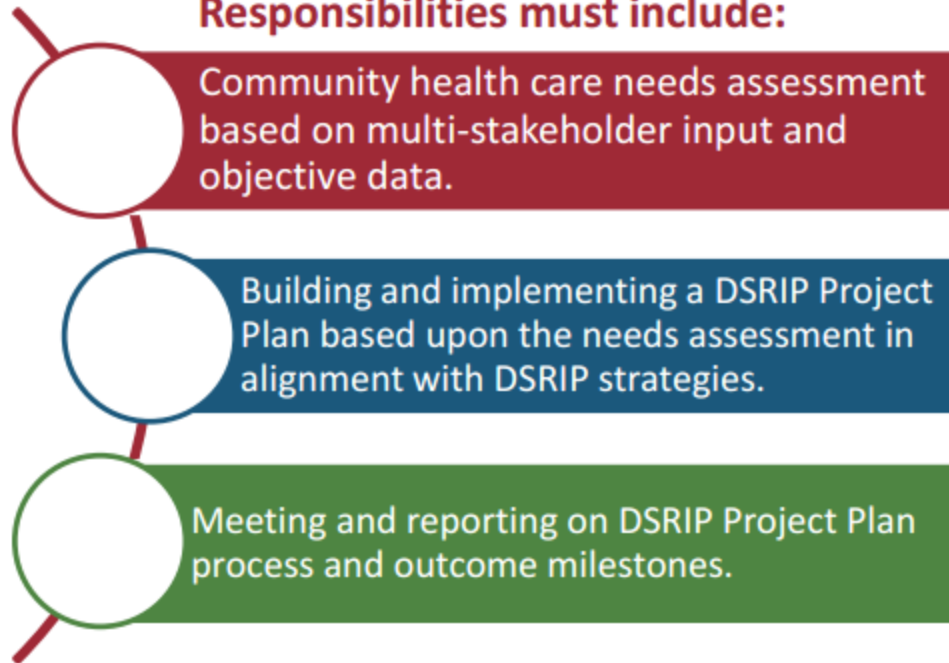 Responsibilities must include:
Community health care needs assessment
based on multi-stakeholder input and
objective data.
Building and implementing a DSRIP Project
Plan based upon the needs assessment in
alignment with DSRIP strategies.
Meeting and reporting on DSRIP Project Plan
process and outcome milestones.